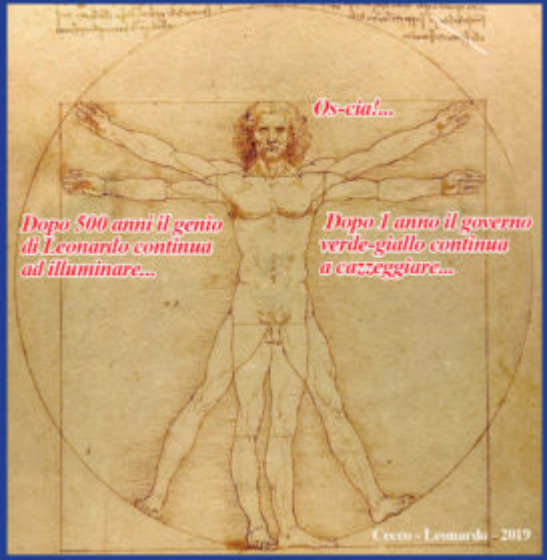 Os-cia!...
Dopo 500 anni il genio
di Leonardo continua
ad illuminare...
Dopo 1 anno il governo
verde-giallo continua
a cazzeggiare...
Cecco - Leonardo - 2019